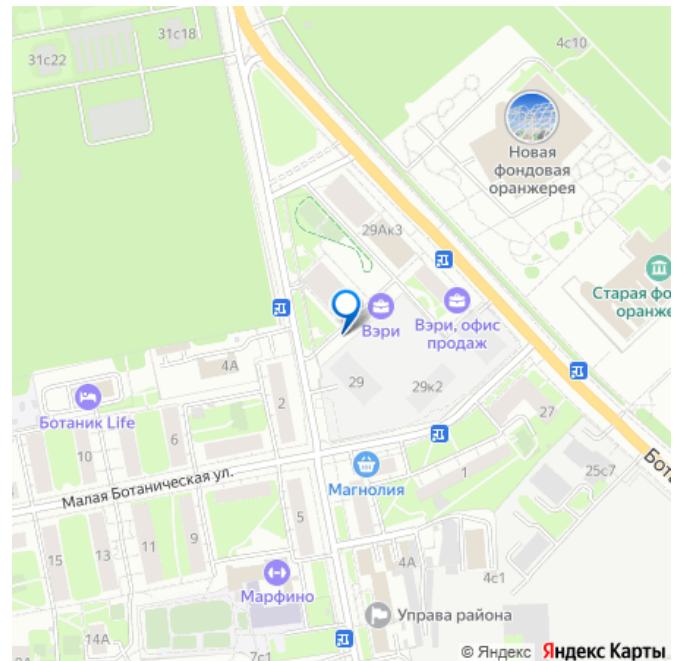 31с18
31с22
4с10
Новая
фондовая
оранжерея
29Ак3
Старая фо
оранже
Вэри
Вэри, офис
продаж
4А
29
29к2
2
Ботаник Life
27
6
10
Бота
25с7
Малая Ботаническая ул.
Магнолия
1
5
9
11
13
15
4А
4с1
Марфино
Управа района
14А
7с1
© Яндекс Яндекс Карты